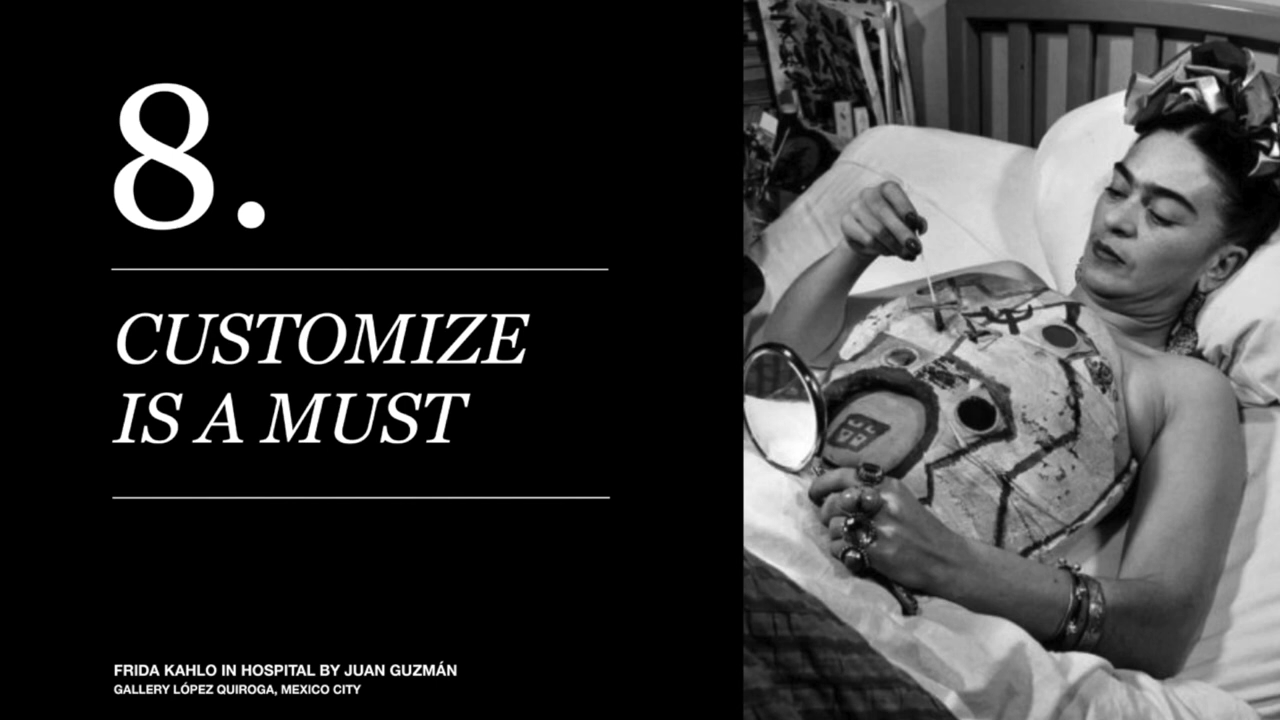 8.
CUSTOMIZE
IS A MUST
FRIDA KAHLO IN HOSPITAL BY JUAN GUZMÁN
GALLERY LÓPEZ QUIROGA, MEXICO CITY